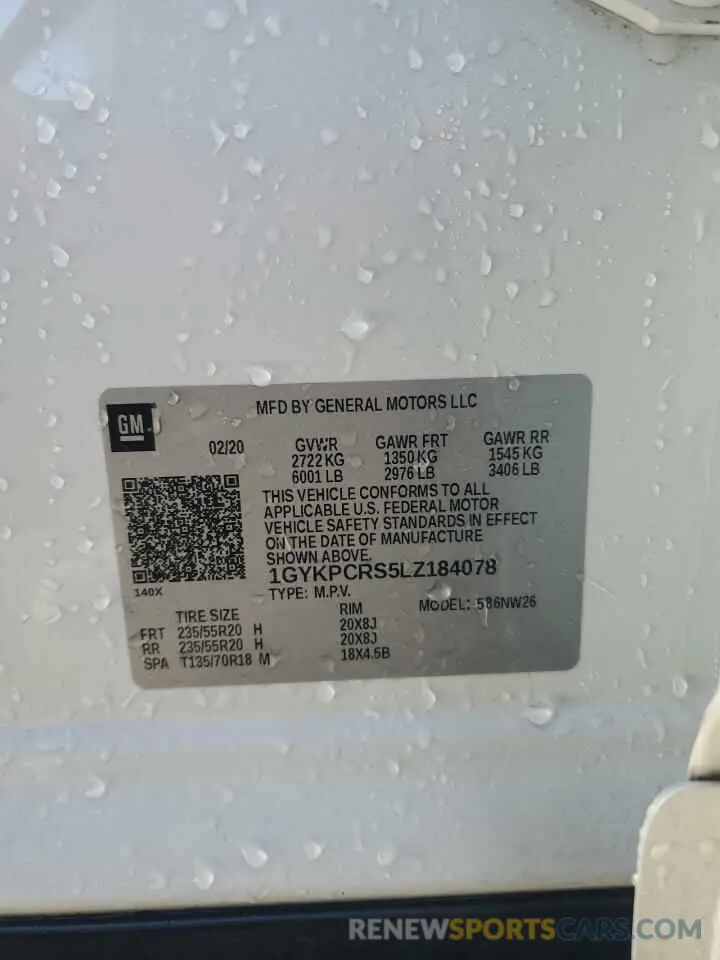 GM
MFD BY GENERAL MOTORS LLC
02/20 GVWR GAWR FRT GAWR RR
2722 KG 1350 KG 1545 KG
6001 LB 2976 LB 3406 LB
THIS VEHICLE CONFORMS TO ALL
APPLICABLE U.S. FEDERAL MOTOR
VEHICLE SAFETY STANDARDS IN EFFECT
ON THE DATE OF MANUFACTURE
SHOWN ABOVE.
1GYKPCRS5LZ184078
140X
TYPE: M.P.V. MODEL: 586NW26
TIRE SIZE RIM
FRT 235/55R20 H 20X8J
RR 235/55R20 H 20X8J
SPA T135/70R18 M 18X4.5B
RENEWSPORTSCARS.COM